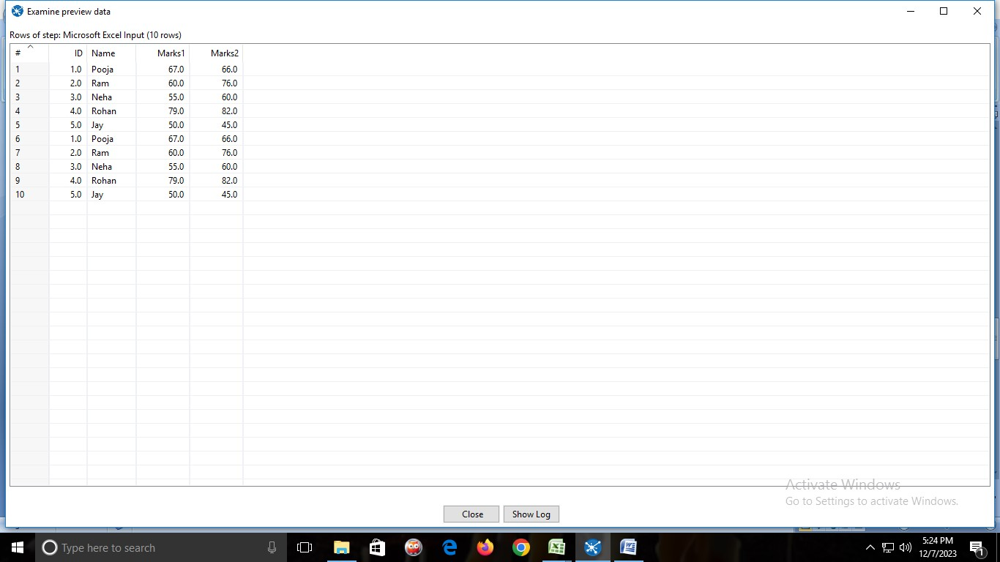 Examine preview data
Rows of step: Microsoft Excel Input (10 rows)
# ID Name Marks1 Marks2
1 1.0 Pooja 67.0 66.0
2 2.0 Ram 60.0 76.0
3 3.0 Neha 55.0 60.0
4 4.0 Rohan 79.0 82.0
5 5.0 Jay 50.0 45.0
6 1.0 Pooja 67.0 66.0
7 2.0 Ram 60.0 76.0
8 3.0 Neha 55.0 60.0
9 4.0 Rohan 79.0 82.0
10 5.0 Jay 50.0 45.0
Activate Windows
Go to Settings to activate Windows.
Close Show Log
Type here to search
5:24 PM
12/7/2023
1